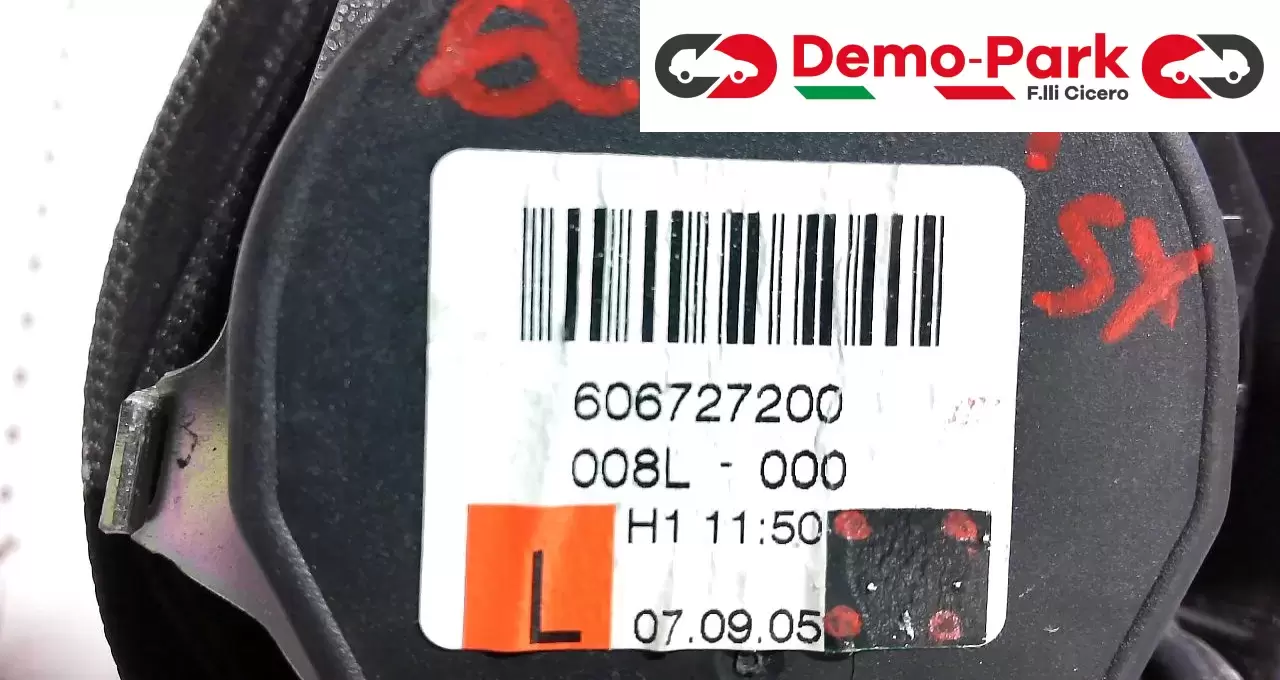 Demo-Park
F.lli Cicero
sx
606727200
008L - 000
H1 11:50
L
07.09.05